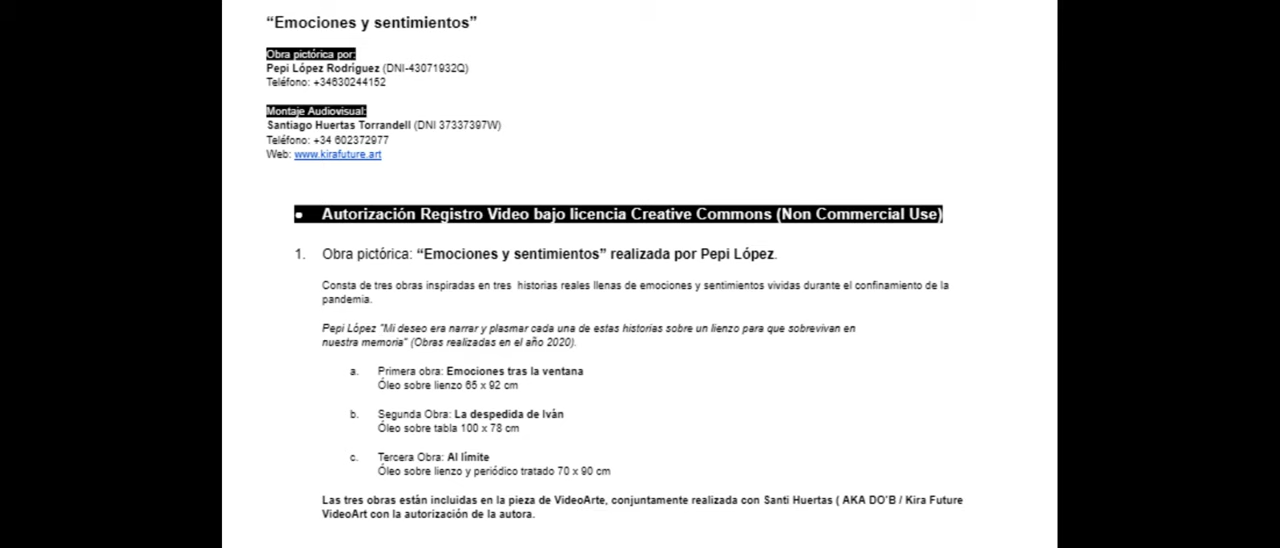 “Emociones y sentimientos”
Obra pictórica por:
Pepi López Rodríguez (DNI-43071932Q)
Teléfono: +34630244152
Montaje Audiovisual:
Santiago Huertas Torrandell (DNI 37337397W)
Teléfono: +34 602372977
Web: www.kirafuture.art
● Autorización Registro Video bajo licencia Creative Commons (Non Commercial Use)
1. Obra pictórica: “Emociones y sentimientos” realizada por Pepi López.
Consta de tres obras inspiradas en tres historias reales llenas de emociones y sentimientos vividas durante el confinamiento de la
pandemia.
Pepi López "Mi deseo era narrar y plasmar cada una de estas historias sobre un lienzo para que sobrevivan en
nuestra memoria" (Obras realizadas en el año 2020).
a. Primera obra: Emociones tras la ventana
Óleo sobre lienzo 65 x 92 cm
b. Segunda Obra: La despedida de Iván
Óleo sobre tabla 100 x 78 cm
c. Tercera Obra: Al límite
Óleo sobre lienzo y periódico tratado 70 x 90 cm
Las tres obras están incluidas en la pieza de VideoArte, conjuntamente realizada con Santi Huertas ( AKA DO'B / Kira Future
VideoArt con la autorización de la autora.